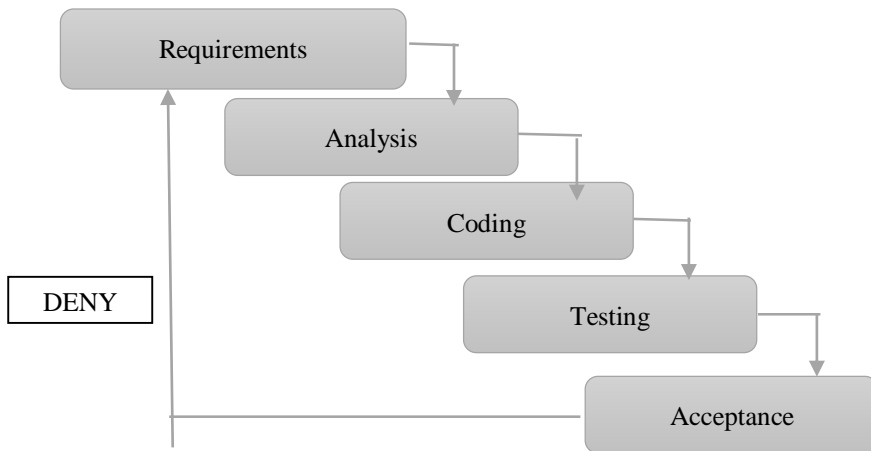 Requirements
Analysis
Coding
DENY
Testing
Acceptance